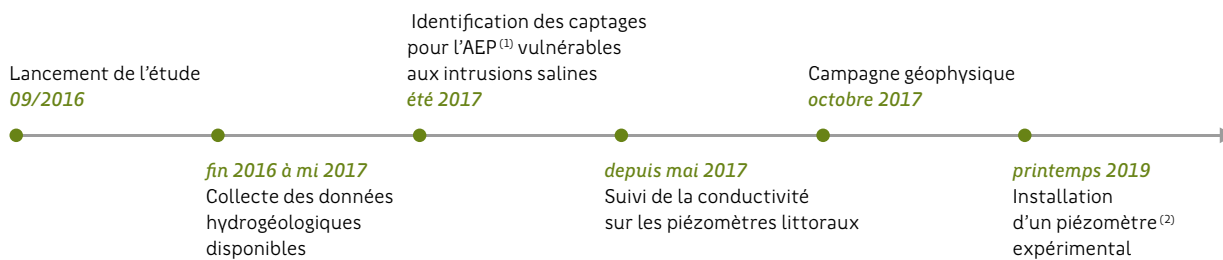 Lancement de l'étude
09/2016
fin 2016 à mi 2017
Collecte des données
hydrogéologiques
disponibles
Identification des captages
pour l'AEP (1) vulnérables
aux intrusions salines
été 2017
depuis mai 2017
Suivi de la conductivité
sur les piézomètres littoraux
Campagne géophysique
octobre 2017
printemps 2019
Installation
d'un piézomètre (2)
expérimental